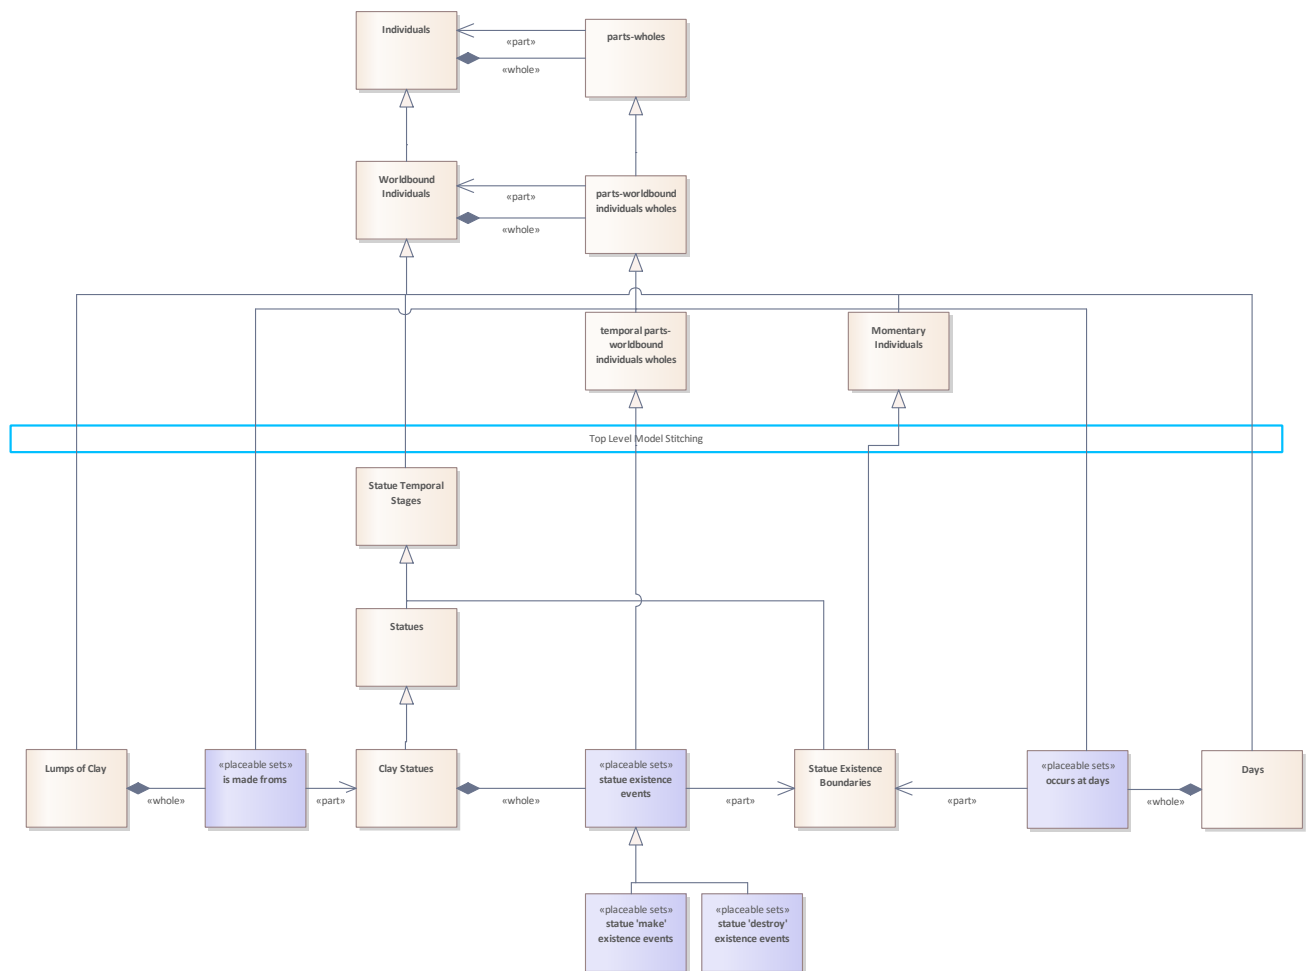 Individuals
«part»
«whole»
parts-wholes
Worldbound
Individuals
«part»
«whole»
parts-worldbound
individuals wholes
temporal parts-
worldbound
individuals wholes
Momentary
Individuals
Top Level Model Stitching
Statue Temporal
Stages
Statues
Lumps of Clay
«whole»
«placeable sets»
is made froms
«part»
Clay Statues
«whole»
«placeable sets»
statue existence
events
«part»
Statue Existence
Boundaries
«part»
«placeable sets»
occurs at days
«whole»
Days
«placeable sets»
statue 'make'
existence events
«placeable sets»
statue 'destroy'
existence events